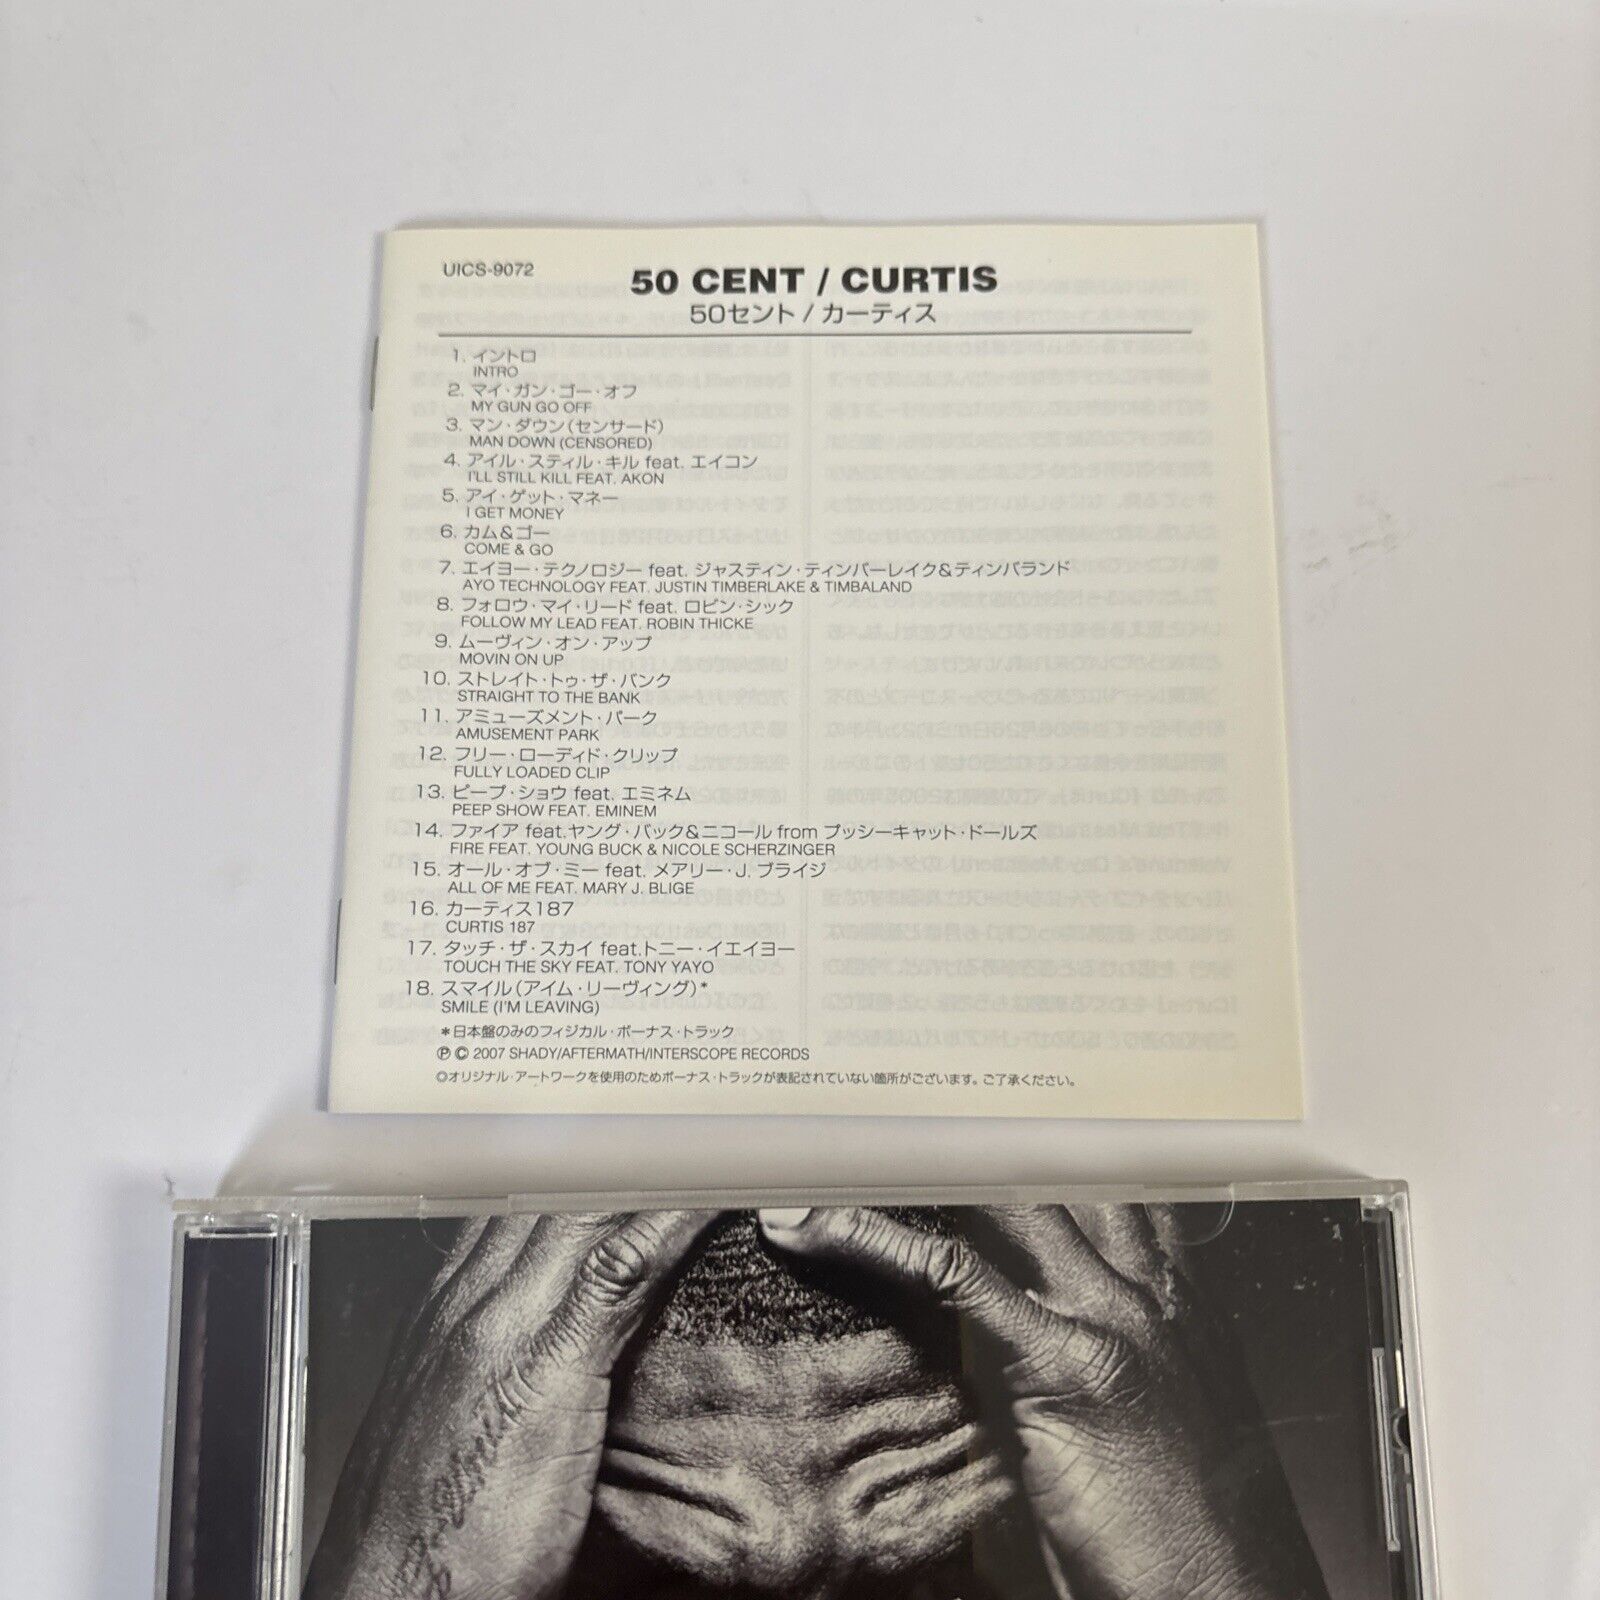 UICS-9072
50 CENT / CURTIS
50セント / カーティス
1. イントロ
INTRO
2. マイ・ガン・ゴー・オフ
MY GUN GO OFF
3. マン・ダウン(センサード)
MAN DOWN (CENSORED)
4. アイル・スティル・キル feat. エイコン
I'LL STILL KILL FEAT. AKON
5. アイ・ゲット・マネー
I GET MONEY
6. カム&ゴー
COME & GO
7. エイヨー・テクノロジー feat. ジャスティン・ティンバーレイク&ティンバランド
AYO TECHNOLOGY FEAT. JUSTIN TIMBERLAKE & TIMBALAND
8. フォロウ・マイ・リード feat. ロビン・シック
FOLLOW MY LEAD FEAT. ROBIN THICKE
9. ムーヴィン・オン・アップ
MOVIN ON UP
10. ストレイト・トゥ・ザ・バンク
STRAIGHT TO THE BANK
11. アミューズメント・パーク
AMUSEMENT PARK
12. フリー・ローディド・クリップ
FULLY LOADED CLIP
13. ピープ・ショウ feat. エミネム
PEEP SHOW FEAT. EMINEM
14. ファイア feat.ヤング・バック&ニコール from プッシーキャット・ドールズ
FIRE FEAT. YOUNG BUCK & NICOLE SCHERZINGER
15. オール・オブ・ミー feat. メアリー・J. ブライジ
ALL OF ME FEAT. MARY J. BLIGE
16. カーティス187
CURTIS 187
17. タッチ・ザ・スカイ feat.トニー・イエイヨー
TOUCH THE SKY FEAT. TONY YAYO
18. スマイル(アイム・リーヴィング)*
SMILE (I'M LEAVING)
*日本盤のみのフィジカル・ボーナス・トラック
℗ © 2007 SHADY/AFTERMATH/INTERSCOPE RECORDS
◎オリジナル・アートワークを使用のためボーナス・トラックが表記されていない箇所がございます。ご了承ください。